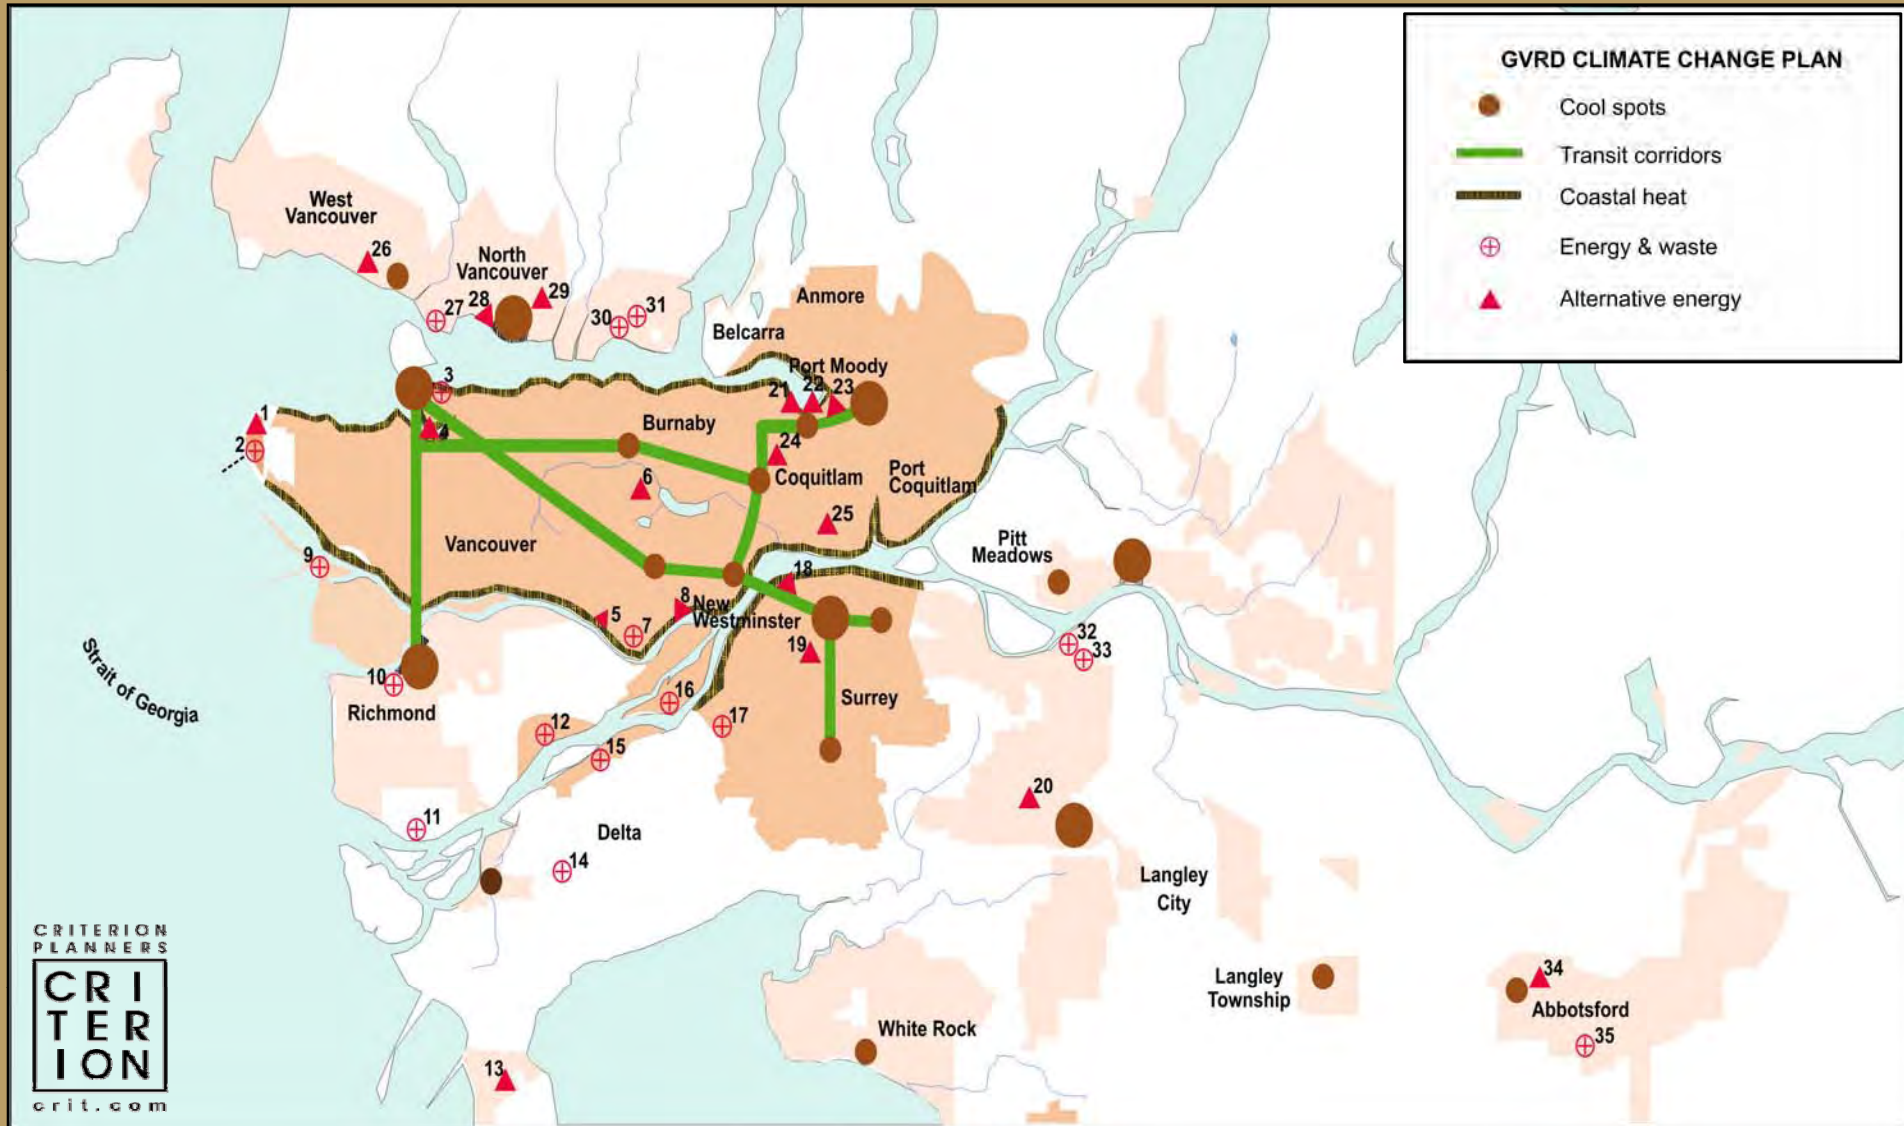 GVRD CLIMATE CHANGE PLAN
Cool spots
Transit corridors
Coastal heat
Energy & waste
Alternative energy
West
Vancouver
26
North
Vancouver
27
28
29
30
31
Anmore
Belcarra
Port Moody
3
21
22
23
1
4
Burnaby
2
24
6
Coquitlam
Port
Coquitlam
25
Vancouver
Pitt
Meadows
9
18
5
8
New
Westminster
7
32
33
19
Strait of Georgia
10
16
Surrey
Richmond
12
17
15
20
11
Delta
14
Langley
City
CRITERION
PLANNERS
CRI
TER
ION
crit.com
Langley
Township
34
Abbotsford
35
White Rock
13